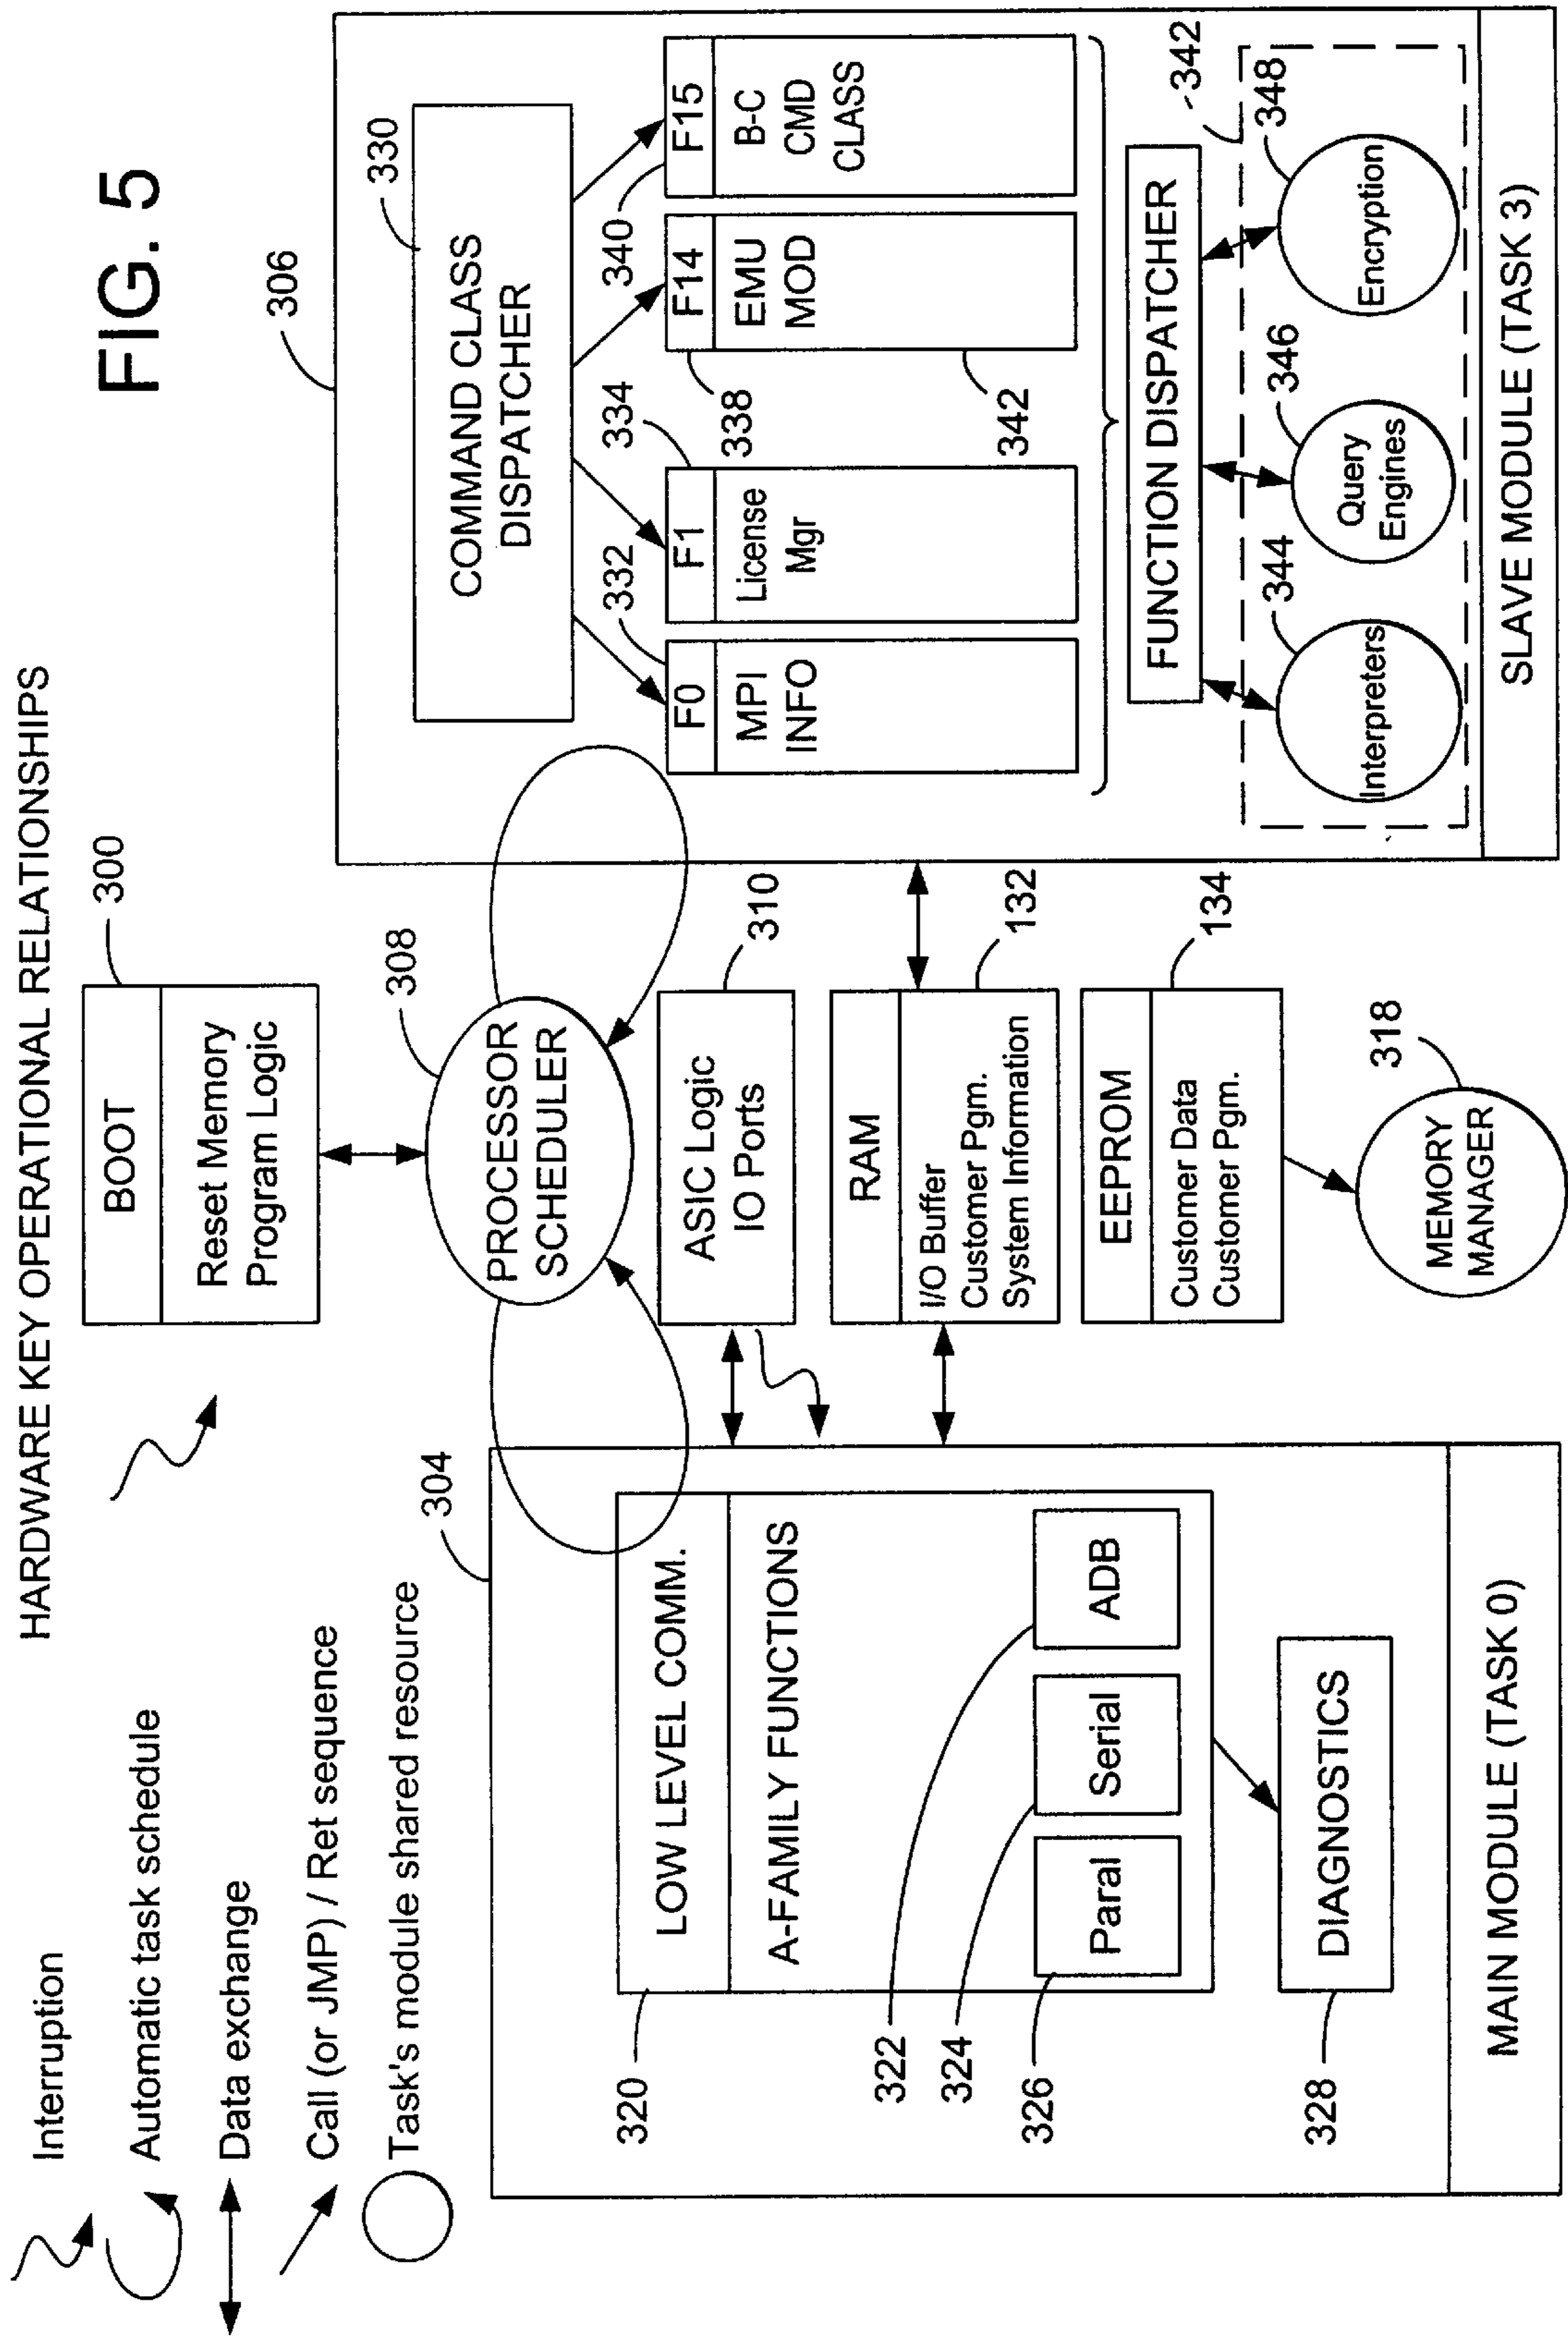 HARDWARE KEY OPERATIONAL RELATIONSHIPS
FIG. 5
Interruption
Automatic task schedule
Data exchange
Call (or JMP) / Ret sequence
Task's module shared resource
304
LOW LEVEL COMM.
A-FAMILY FUNCTIONS
Paral
Serial
ADB
320
322
324
326
DIAGNOSTICS
328
MAIN MODULE (TASK 0)
300
BOOT
Reset Memory
Program Logic
308
PROCESSOR
SCHEDULER
310
ASIC Logic
IO Ports
RAM
I/O Buffer
Customer Pgm.
System Information
132
EEPROM
Customer Data
Customer Pgm.
134
MEMORY
MANAGER
318
306
330
COMMAND CLASS
DISPATCHER
332
334
338
340
F0
MPI
INFO
F1
License
Mgr
F14
EMU
MOD
F15
B-C
CMD
CLASS
342
FUNCTION DISPATCHER
342
344
346
348
Interpreters
Query
Engines
Encryption
SLAVE MODULE (TASK 3)